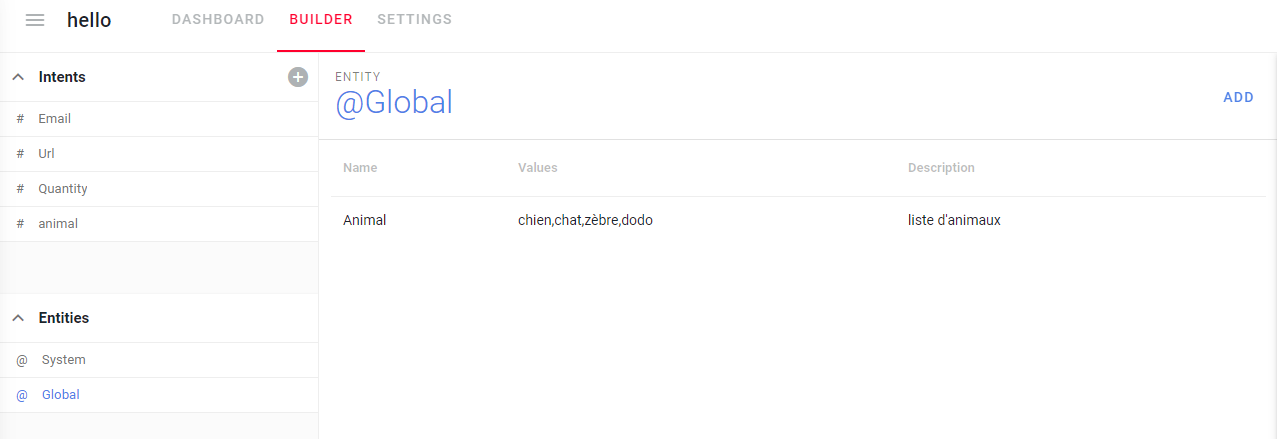 hello DASHBOARD BUILDER SETTINGS
Intents
# Email
# Url
# Quantity
# animal
Entities
@ System
@ Global
ENTITY
@Global
ADD
Name Values Description
Animal chien,chat,zèbre,dodo liste d'animaux